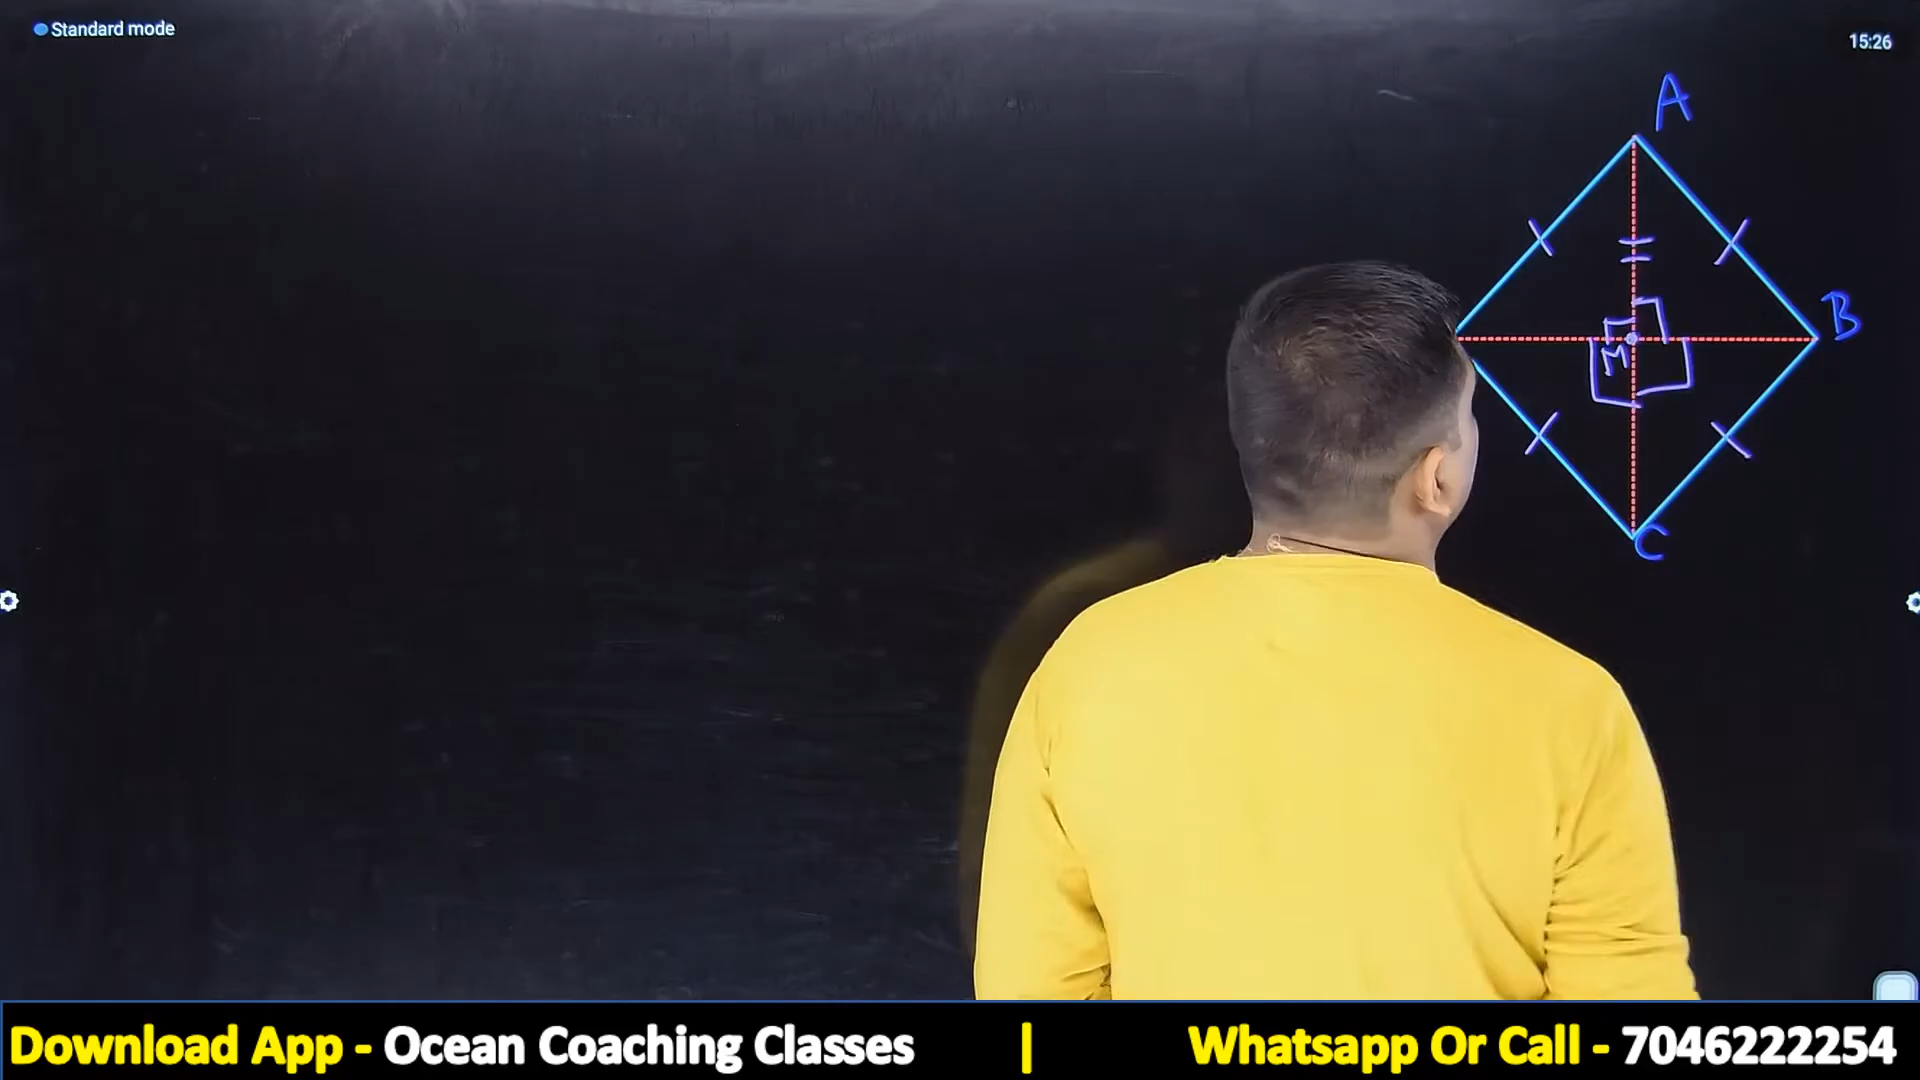 Standard mode
15:26
A
B
M
C
Download App - Ocean Coaching Classes | Whatsapp Or Call - 7046222254